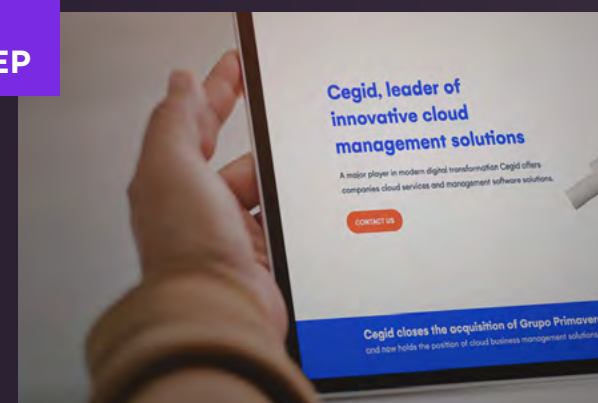 EP
Cegid, leader of
innovative cloud
management solutions
A major player in modern digital transformation Cegid offers
companies cloud services and management software solutions.
CONTACT US
Cegid closes the acquisition of Grupo Primaver
and now holds the position of cloud business management solutions